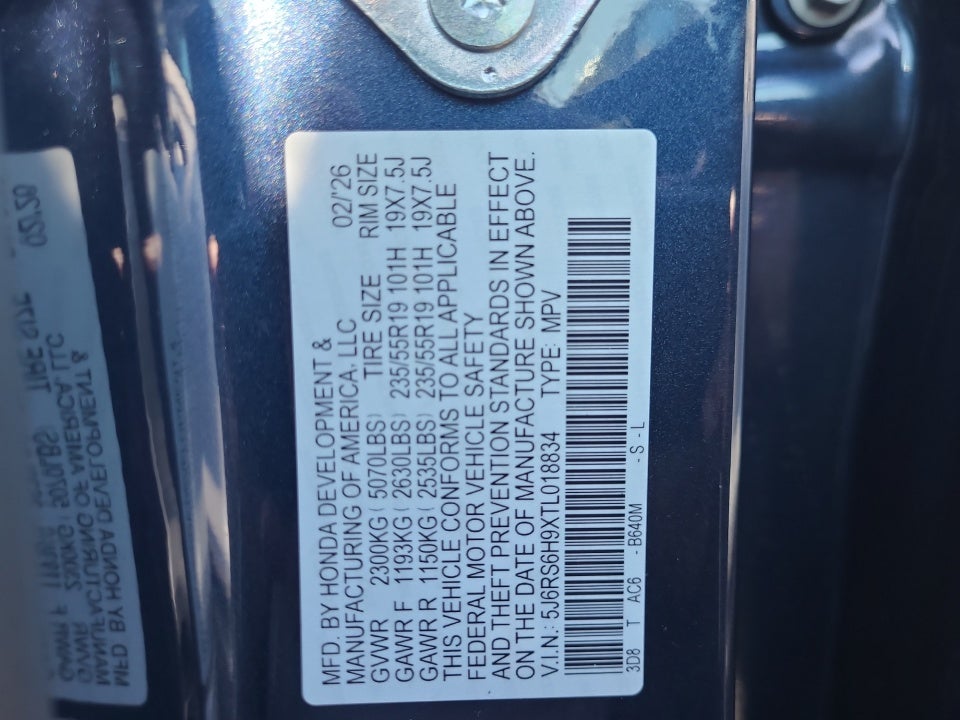 MFD. BY HONDA DEVELOPMENT &
MANUFACTURING OF AMERICA, LLC 02/'26
GVWR 2300KG(5070LBS) TIRE SIZE RIM SIZE
GAWR F 1193KG(2630LBS) 235/55R19 101H 19X7.5J
GAWR R 1150KG(2535LBS) 235/55R19 101H 19X7.5J
THIS VEHICLE CONFORMS TO ALL APPLICABLE
FEDERAL MOTOR VEHICLE SAFETY
AND THEFT PREVENTION STANDARDS IN EFFECT
ON THE DATE OF MANUFACTURE SHOWN ABOVE.
V.I.N.: 5J6RS6H9XTL018834 TYPE: MPV
3D8 T AC6 -B640M -S-L